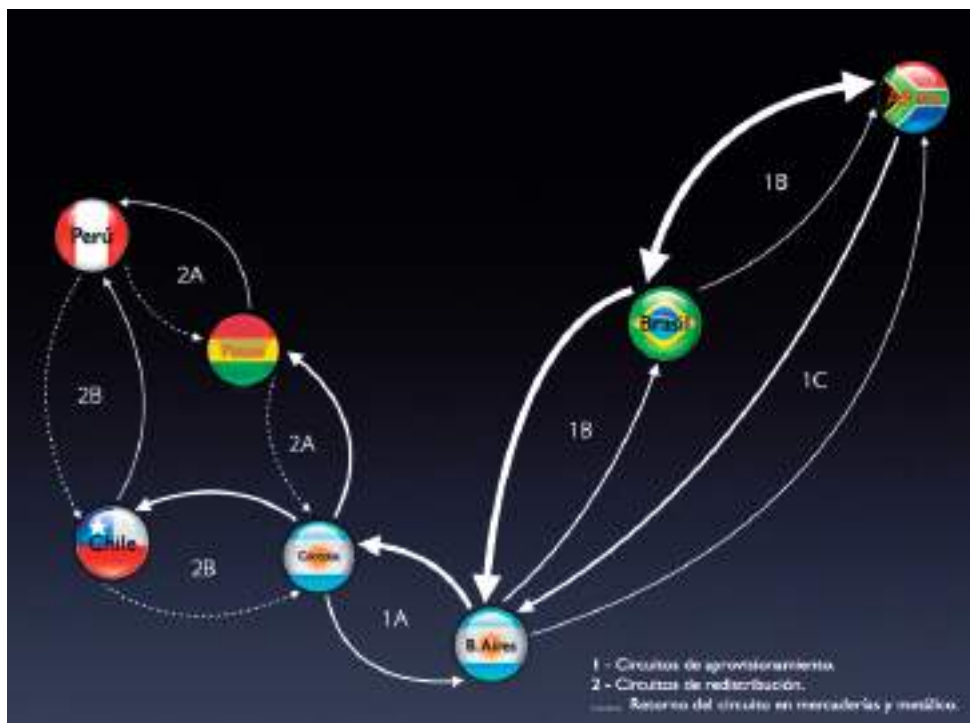 1B
Perú
2A
Brasil
2B
1C
1B
2A
Chile
2B
1A
B. Aires
1 - Circuitos de aprovisionamiento.
2 - Circuitos de redistribución.
Retorno del circuito en mercaderías y metálico.